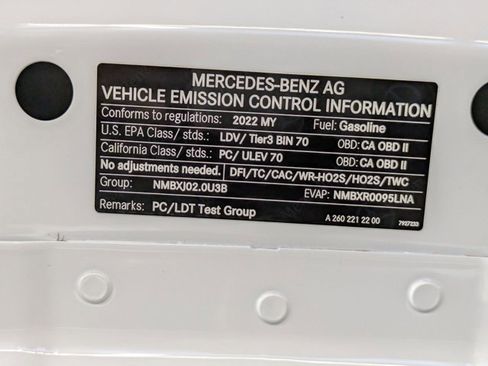 MERCEDES-BENZ AG
VEHICLE EMISSION CONTROL INFORMATION
Conforms to regulations: 2022 MY Fuel: Gasoline
U.S. EPA Class/ stds.: LDV/ Tier3 BIN 70 OBD: CA OBD II
California Class/ stds.: PC/ ULEV 70 OBD: CA OBD II
No adjustments needed. DFI/TC/CAC/WR-HO2S/HO2S/TWC
Group: NMBXJ02.0U3B EVAP: NMBXR0095LNA
Remarks: PC/LDT Test Group A 260 221 22 00 7927233